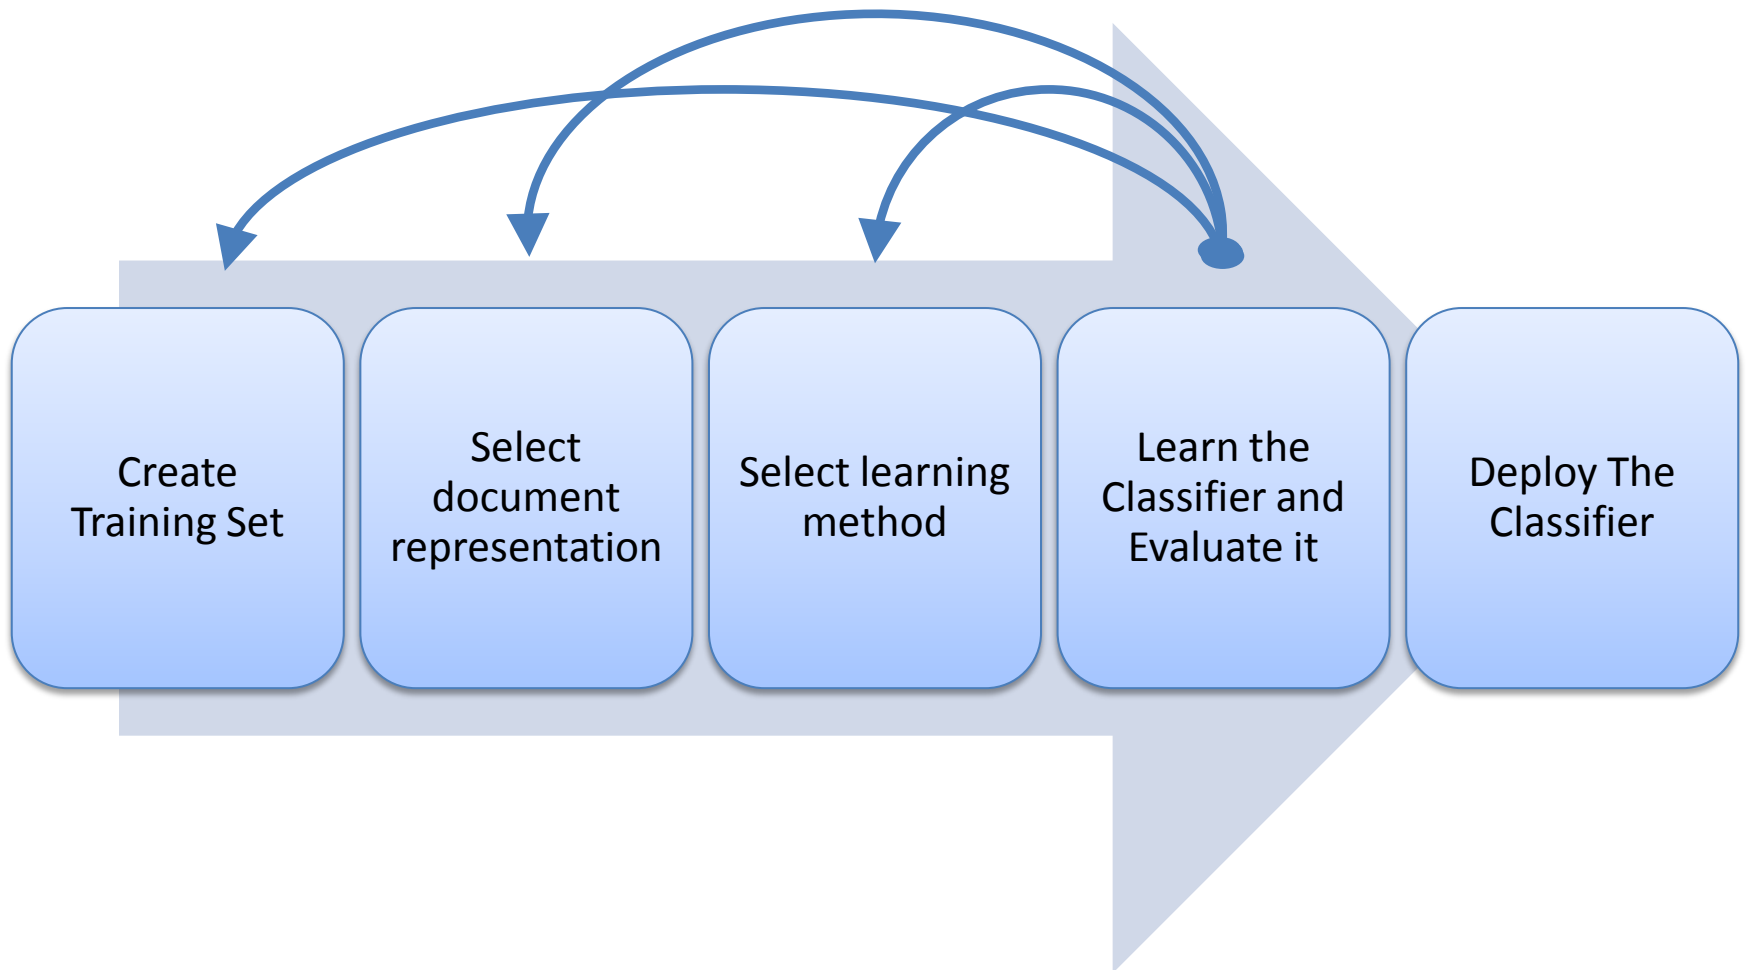 Create
Training Set
Select
document
representation
Select learning
method
Learn the
Classifier and
Evaluate it
Deploy The
Classifier